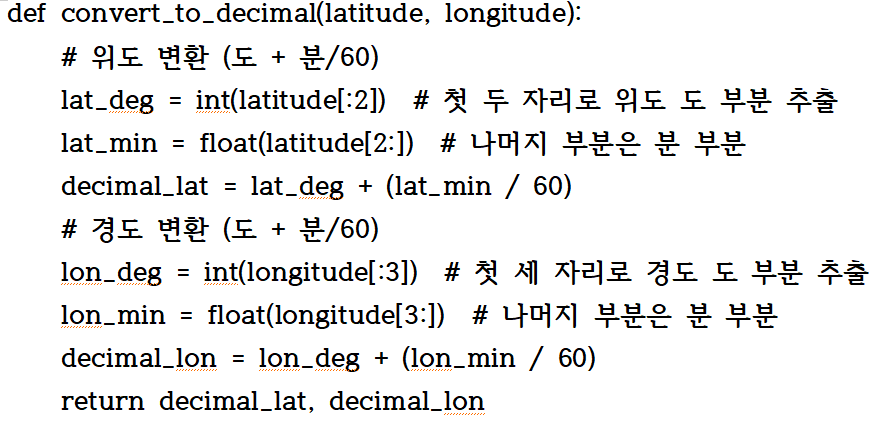 def convert_to_decimal(latitude, longitude):
# 위도 변환 (도 + 분/60)
lat_deg = int(latitude[:2]) # 첫 두 자리로 위도 도 부분 추출
lat_min = float(latitude[2:]) # 나머지 부분은 분 부분
decimal_lat = lat_deg + (lat_min / 60)
# 경도 변환 (도 + 분/60)
lon_deg = int(longitude[:3]) # 첫 세 자리로 경도 도 부분 추출
lon_min = float(longitude[3:]) # 나머지 부분은 분 부분
decimal_lon = lon_deg + (lon_min / 60)
return decimal_lat, decimal_lon